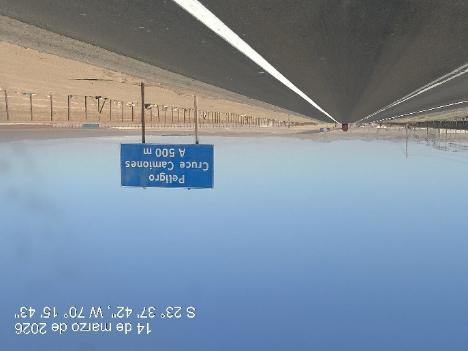 Peligro
Cruce Camiones
A 500 m
14 de marzo de 2026
S 23° 37' 42", W 70° 15' 43"